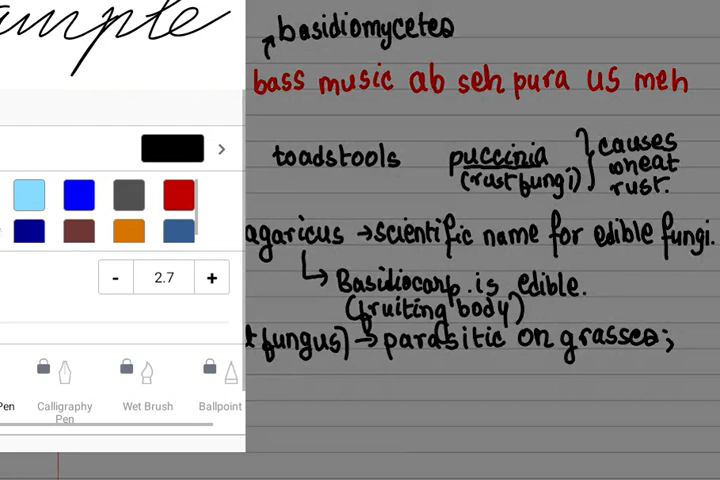 ample
basidiomycetes
bass music ab seh pura us meh
toadstools puccinia causes
(rust fungi) wheat
rust.
agaricus →scientific name for edible fungi.
2.7
Basidiocarp is edible.
(fruiting body)
t fungus)→parasitic on grasses;
Pen Calligraphy Pen Wet Brush Ballpoint